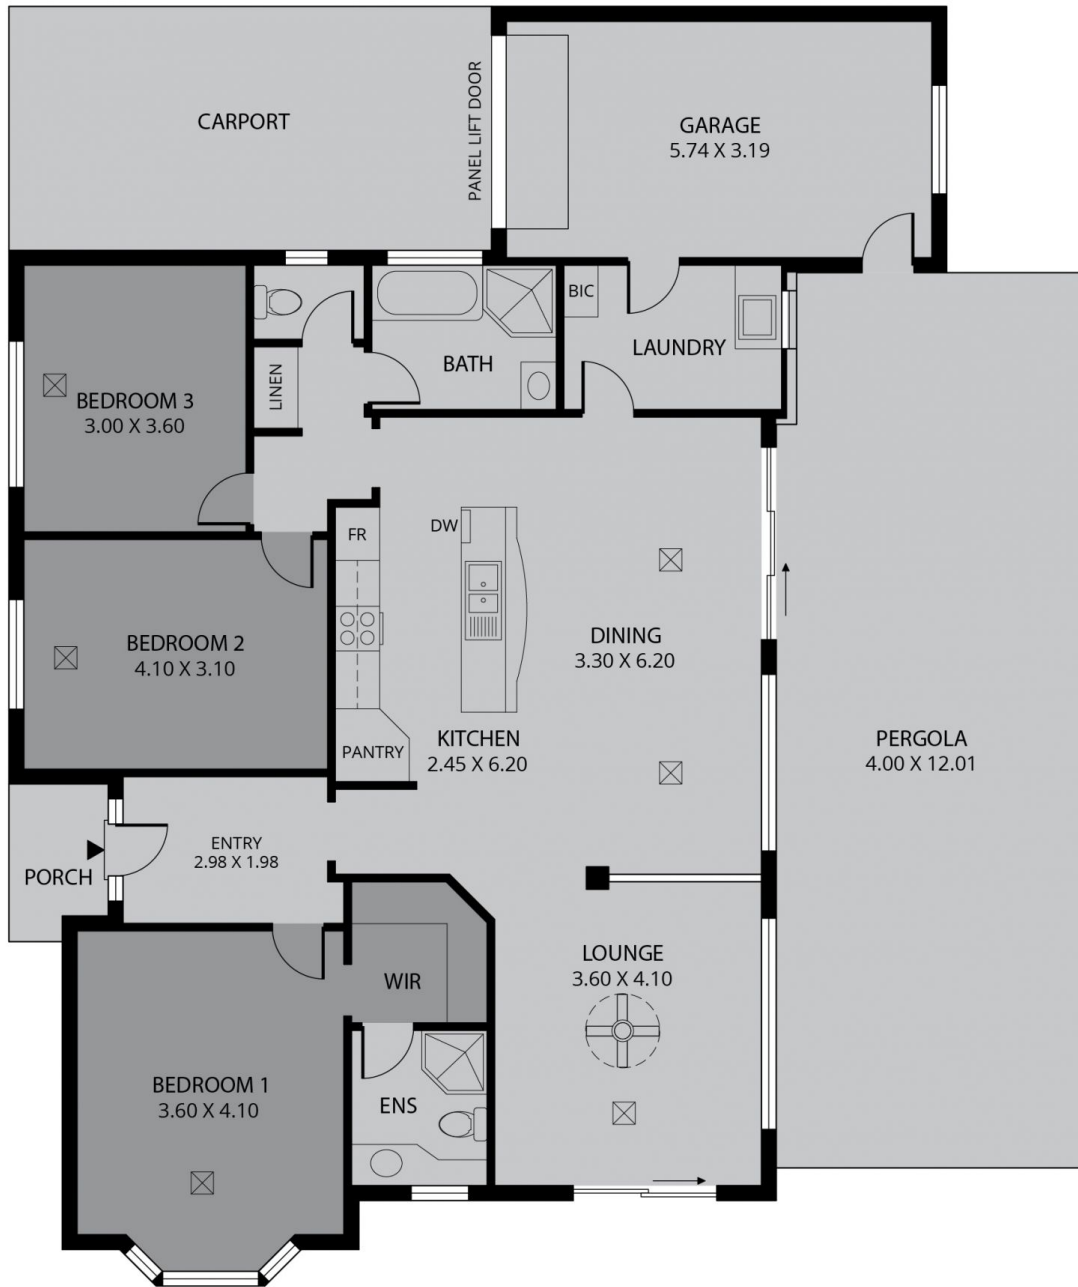 CARPORT
PANEL LIFT DOOR
GARAGE
5.74 X 3.19
BIC
LAUNDRY
BATH
LINEN
BEDROOM 3
3.00 X 3.60
FR
DW
BEDROOM 2
4.10 X 3.10
DINING
3.30 X 6.20
PANTRY
KITCHEN
2.45 X 6.20
PERGOLA
4.00 X 12.01
ENTRY
2.98 X 1.98
PORCH
LOUNGE
3.60 X 4.10
WIR
BEDROOM 1
3.60 X 4.10
ENS